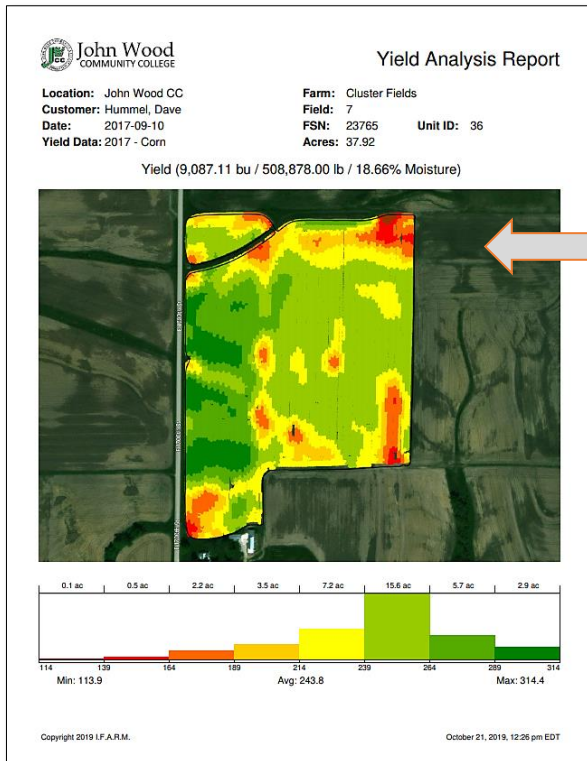 John Wood
COMMUNITY COLLEGE
Yield Analysis Report
Location: John Wood CC
Customer: Hummel, Dave
Date: 2017-09-10
Yield Data: 2017 - Corn
Farm: Cluster Fields
Field: 7
FSN: 23765 Unit ID: 36
Acres: 37.92
Yield (9,087.11 bu / 508,878.00 lb / 18.66% Moisture)
0.1 ac 0.5 ac 2.2 ac 3.5 ac 7.2 ac 15.6 ac 5.7 ac 2.9 ac
114 139 164 189 214 239 264 289 314
Min: 113.9 Avg: 243.8 Max: 314.4
Copyright 2019 I.F.A.R.M. October 21, 2019, 12:26 pm EDT